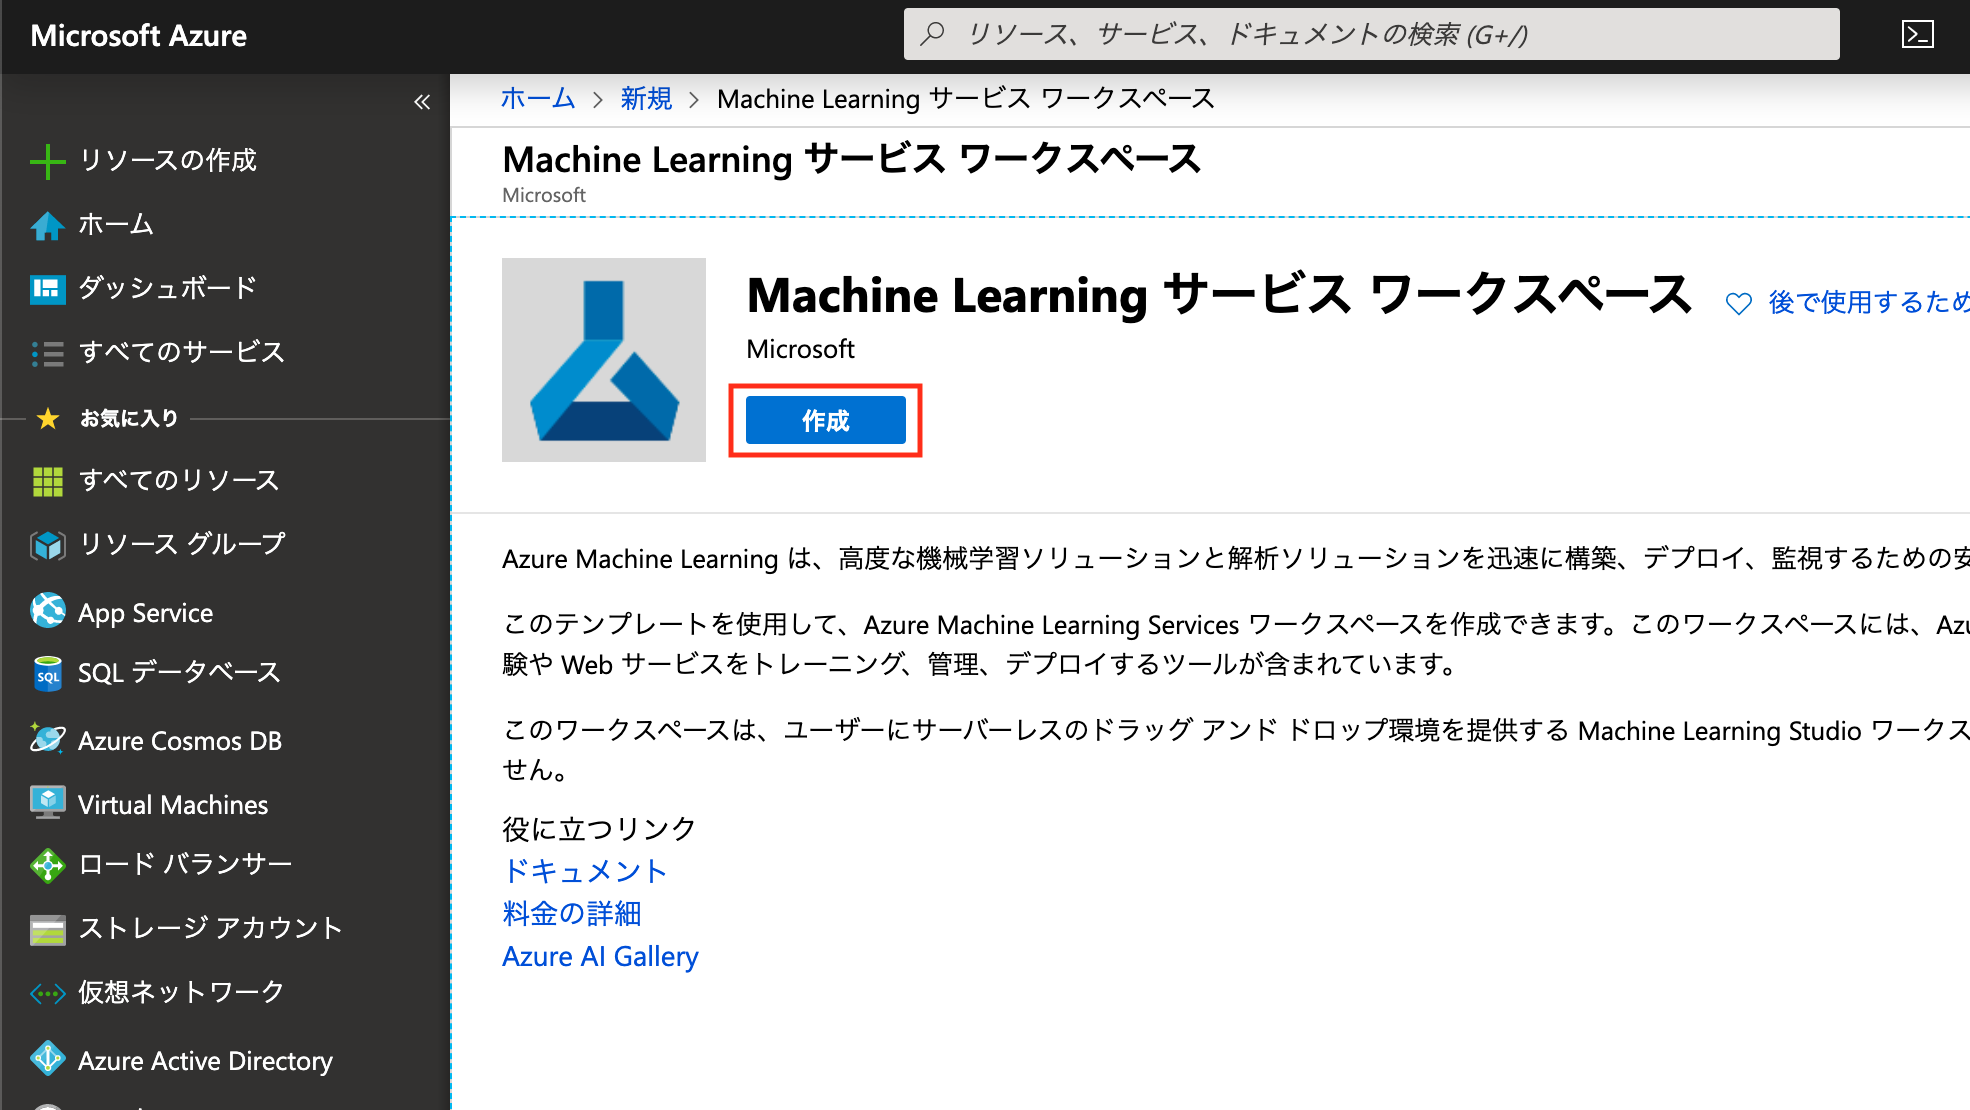 Microsoft Azure
リソース、サービス、ドキュメントの検索 (G+/)
リソースの作成
ホーム
ダッシュボード
すべてのサービス
お気に入り
すべてのリソース
リソース グループ
App Service
SQL
SQL データベース
Azure Cosmos DB
Virtual Machines
ロード バランサー
ストレージ アカウント
仮想ネットワーク
Azure Active Directory
ホーム > 新規 > Machine Learning サービス ワークスペース
Machine Learning サービス ワークスペース
Microsoft
Machine Learning サービス ワークスペース
後で使用するため
Microsoft
作成
Azure Machine Learning は、高度な機械学習ソリューションと解析ソリューションを迅速に構築、デプロイ、監視するための安
このテンプレートを使用して、Azure Machine Learning Services ワークスペースを作成できます。このワークスペースには、Azu
験や Web サービスをトレーニング、管理、デプロイするツールが含まれています。
このワークスペースは、ユーザーにサーバーレスのドラッグ アンド ドロップ環境を提供する Machine Learning Studio ワークス
せん。
役に立つリンク
ドキュメント
料金の詳細
Azure AI Gallery